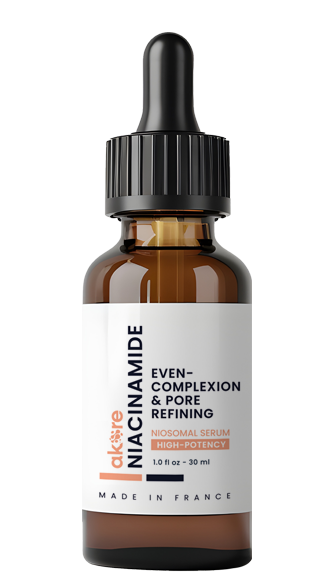 akore
NIACINAMIDE
EVEN-
COMPLEXION
& PORE
REFINING
NIOSOMAL SERUM
HIGH-POTENCY
1.0 fl oz - 30 ml
MADE IN FRANCE